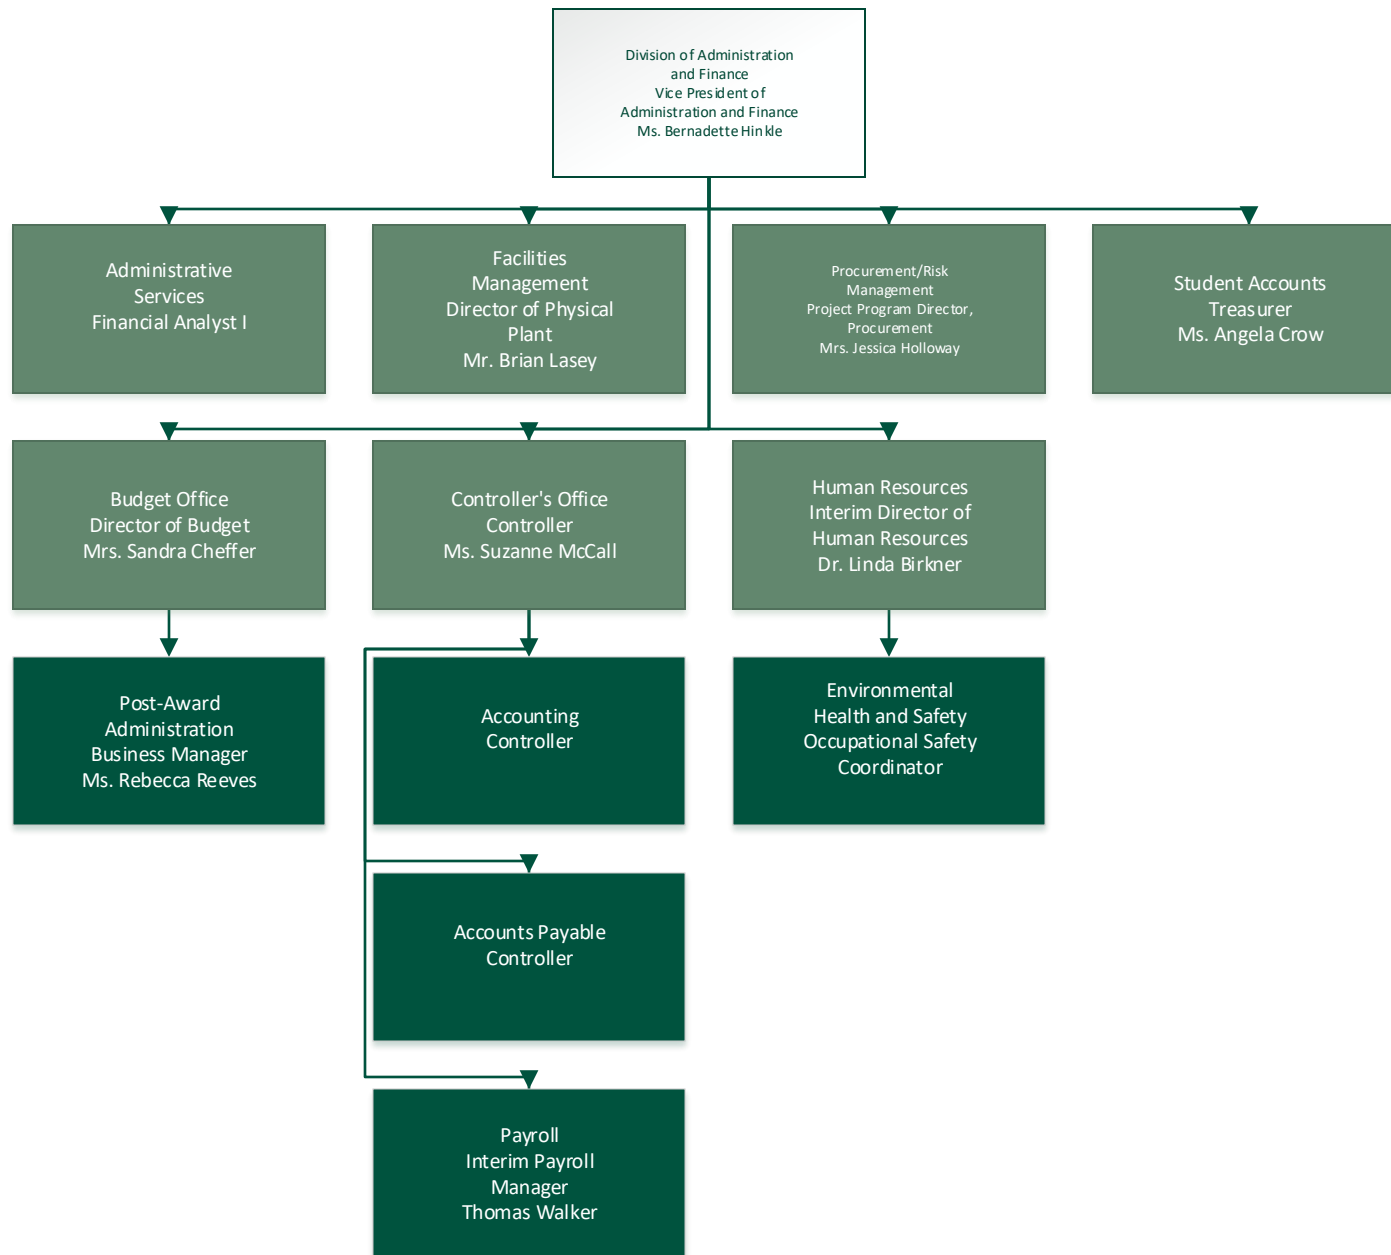 Division of Administration
and Finance
Vice President of
Administration and Finance
Ms. Bernadette Hinkle
Administrative
Services
Financial Analyst I
Facilities
Management
Director of Physical
Plant
Mr. Brian Lasey
Procurement/Risk
Management
Project Program Director,
Procurement
Mrs. Jessica Holloway
Student Accounts
Treasurer
Ms. Angela Crow
Budget Office
Director of Budget
Mrs. Sandra Cheffer
Controller's Office
Controller
Ms. Suzanne McCall
Human Resources
Interim Director of
Human Resources
Dr. Linda Birkner
Post-Award
Administration
Business Manager
Ms. Rebecca Reeves
Accounting
Controller
Environmental
Health and Safety
Occupational Safety
Coordinator
Accounts Payable
Controller
Payroll
Interim Payroll
Manager
Thomas Walker